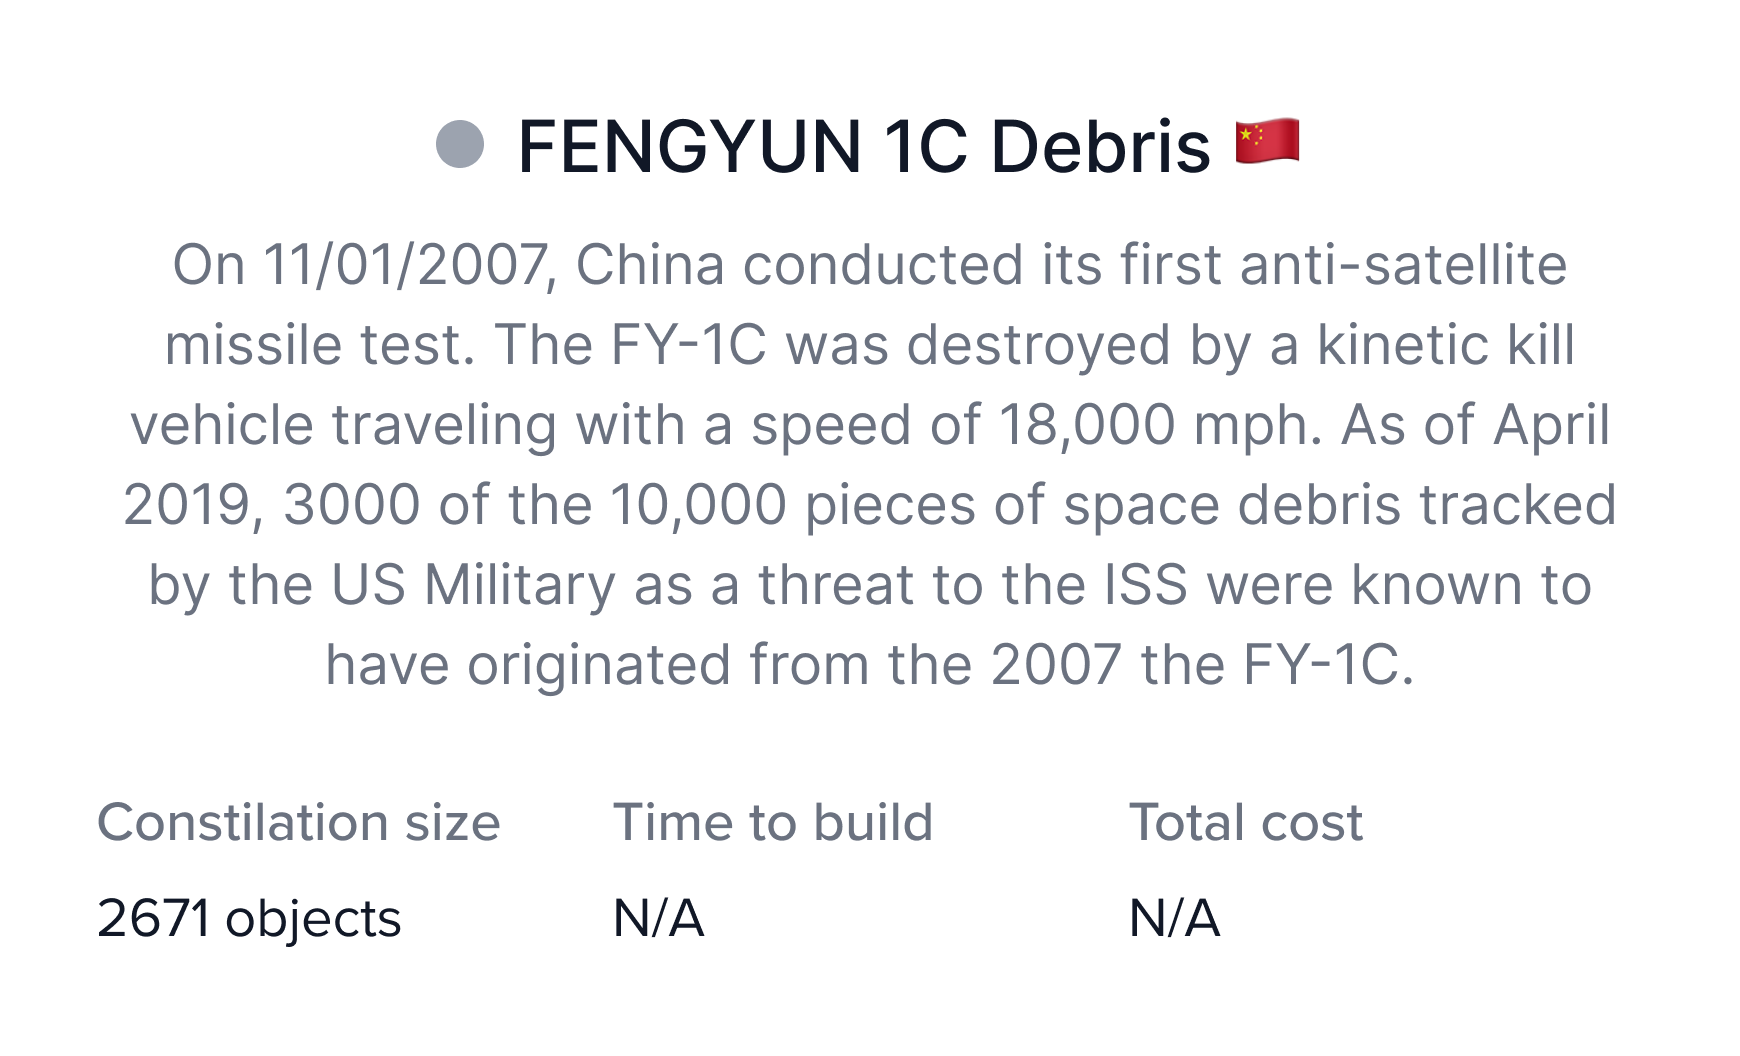 FENGYUN 1C Debris 🇨🇳
On 11/01/2007, China conducted its first anti-satellite
missile test. The FY-1C was destroyed by a kinetic kill
vehicle traveling with a speed of 18,000 mph. As of April
2019, 3000 of the 10,000 pieces of space debris tracked
by the US Military as a threat to the ISS were known to
have originated from the 2007 the FY-1C.
Constilation size Time to build Total cost
2671 objects N/A N/A